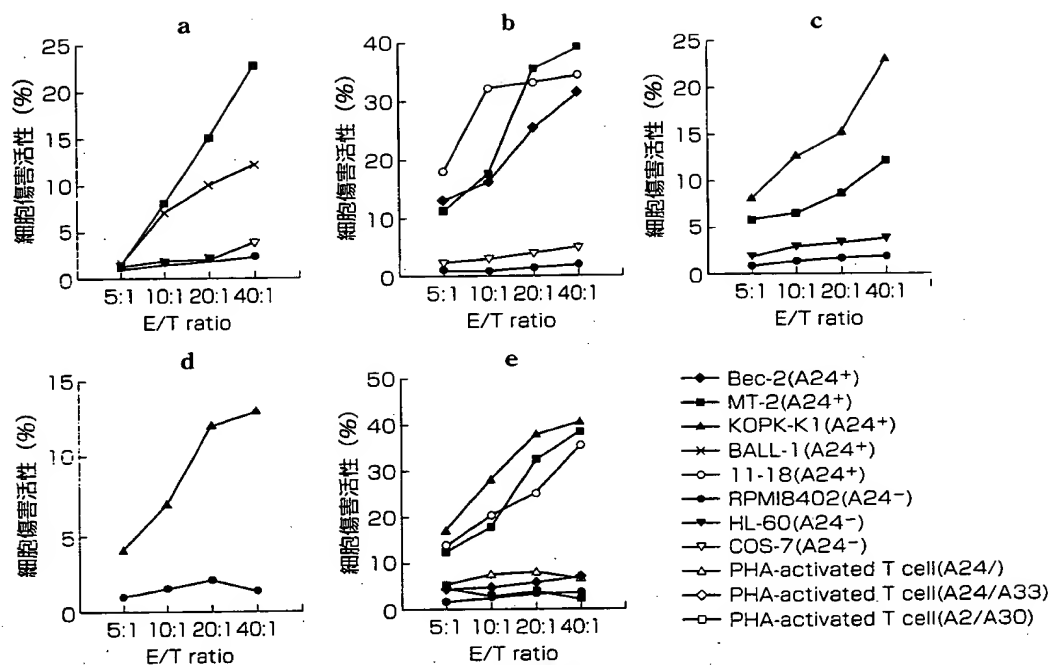 a
細胞傷害活性 (%)
25
20
15
10
5
0
5:1 10:1 20:1 40:1
E/T ratio
b
細胞傷害活性 (%)
40
30
20
10
0
5:1 10:1 20:1 40:1
E/T ratio
c
細胞傷害活性 (%)
25
20
15
10
5
0
5:1 10:1 20:1 40:1
E/T ratio
d
細胞傷害活性 (%)
15
10
5
0
5:1 10:1 20:1 40:1
E/T ratio
e
細胞傷害活性 (%)
50
40
30
20
10
0
5:1 10:1 20:1 40:1
E/T ratio
Bec-2(A24+)
MT-2(A24+)
KOPK-K1(A24+)
BALL-1(A24+)
11-18(A24+)
RPMI8402(A24−)
HL-60(A24−)
COS-7(A24−)
PHA-activated T cell(A24/)
PHA-activated T cell(A24/A33)
PHA-activated T cell(A2/A30)